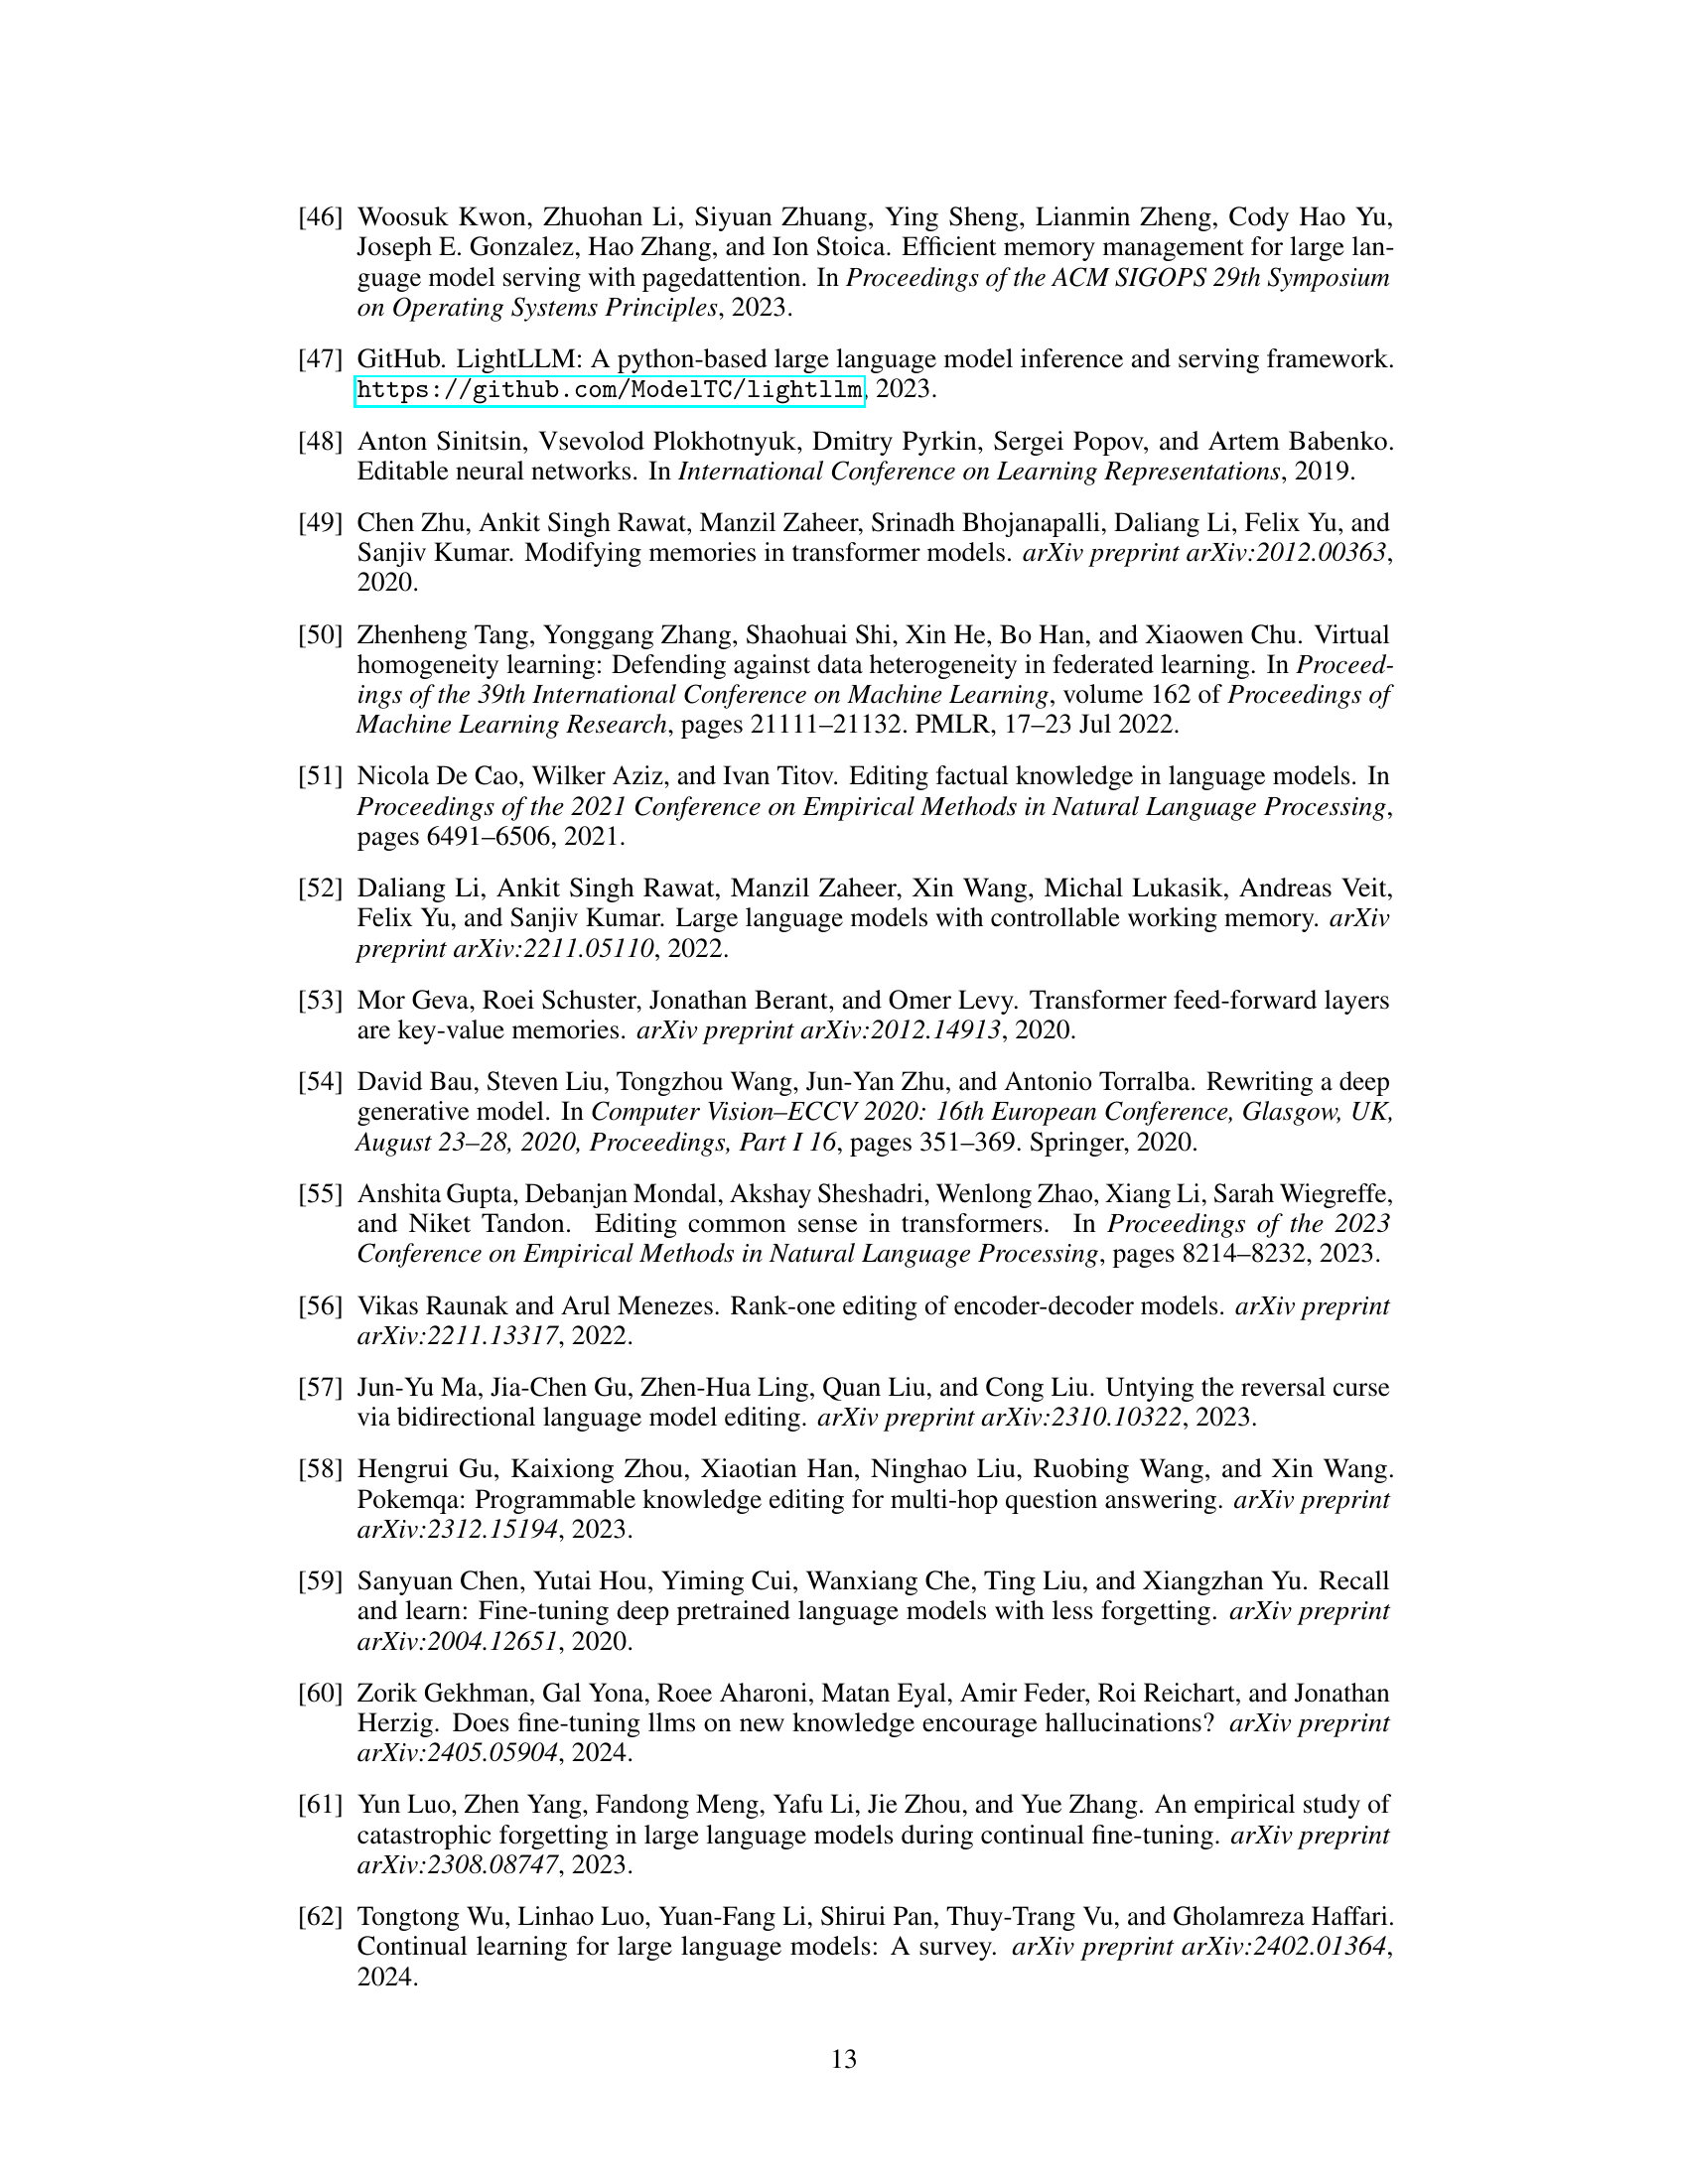 [46] Woosuk Kwon, Zhuohan Li, Siyuan Zhuang, Ying Sheng, Lianmin Zheng, Cody Hao Yu,
Joseph E. Gonzalez, Hao Zhang, and Ion Stoica. Efficient memory management for large lan-
guage model serving with pagedattention. In Proceedings of the ACM SIGOPS 29th Symposium
on Operating Systems Principles, 2023.
[47] GitHub. LightLLM: A python-based large language model inference and serving framework.
https://github.com/ModelTC/lightllm, 2023.
[48] Anton Sinitsin, Vsevolod Plokhotnyuk, Dmitry Pyrkin, Sergei Popov, and Artem Babenko.
Editable neural networks. In International Conference on Learning Representations, 2019.
[49] Chen Zhu, Ankit Singh Rawat, Manzil Zaheer, Srinadh Bhojanapalli, Daliang Li, Felix Yu, and
Sanjiv Kumar. Modifying memories in transformer models. arXiv preprint arXiv:2012.00363,
2020.
[50] Zhenheng Tang, Yonggang Zhang, Shaohuai Shi, Xin He, Bo Han, and Xiaowen Chu. Virtual
homogeneity learning: Defending against data heterogeneity in federated learning. In Proceed-
ings of the 39th International Conference on Machine Learning, volume 162 of Proceedings of
Machine Learning Research, pages 21111–21132. PMLR, 17–23 Jul 2022.
[51] Nicola De Cao, Wilker Aziz, and Ivan Titov. Editing factual knowledge in language models. In
Proceedings of the 2021 Conference on Empirical Methods in Natural Language Processing,
pages 6491–6506, 2021.
[52] Daliang Li, Ankit Singh Rawat, Manzil Zaheer, Xin Wang, Michal Lukasik, Andreas Veit,
Felix Yu, and Sanjiv Kumar. Large language models with controllable working memory. arXiv
preprint arXiv:2211.05110, 2022.
[53] Mor Geva, Roei Schuster, Jonathan Berant, and Omer Levy. Transformer feed-forward layers
are key-value memories. arXiv preprint arXiv:2012.14913, 2020.
[54] David Bau, Steven Liu, Tongzhou Wang, Jun-Yan Zhu, and Antonio Torralba. Rewriting a deep
generative model. In Computer Vision–ECCV 2020: 16th European Conference, Glasgow, UK,
August 23–28, 2020, Proceedings, Part I 16, pages 351–369. Springer, 2020.
[55] Anshita Gupta, Debanjan Mondal, Akshay Sheshadri, Wenlong Zhao, Xiang Li, Sarah Wiegreffe,
and Niket Tandon. Editing common sense in transformers. In Proceedings of the 2023
Conference on Empirical Methods in Natural Language Processing, pages 8214–8232, 2023.
[56] Vikas Raunak and Arul Menezes. Rank-one editing of encoder-decoder models. arXiv preprint
arXiv:2211.13317, 2022.
[57] Jun-Yu Ma, Jia-Chen Gu, Zhen-Hua Ling, Quan Liu, and Cong Liu. Untying the reversal curse
via bidirectional language model editing. arXiv preprint arXiv:2310.10322, 2023.
[58] Hengrui Gu, Kaixiong Zhou, Xiaotian Han, Ninghao Liu, Ruobing Wang, and Xin Wang.
Pokemqa: Programmable knowledge editing for multi-hop question answering. arXiv preprint
arXiv:2312.15194, 2023.
[59] Sanyuan Chen, Yutai Hou, Yiming Cui, Wanxiang Che, Ting Liu, and Xiangzhan Yu. Recall
and learn: Fine-tuning deep pretrained language models with less forgetting. arXiv preprint
arXiv:2004.12651, 2020.
[60] Zorik Gekhman, Gal Yona, Roee Aharoni, Matan Eyal, Amir Feder, Roi Reichart, and Jonathan
Herzig. Does fine-tuning llms on new knowledge encourage hallucinations? arXiv preprint
arXiv:2405.05904, 2024.
[61] Yun Luo, Zhen Yang, Fandong Meng, Yafu Li, Jie Zhou, and Yue Zhang. An empirical study of
catastrophic forgetting in large language models during continual fine-tuning. arXiv preprint
arXiv:2308.08747, 2023.
[62] Tongtong Wu, Linhao Luo, Yuan-Fang Li, Shirui Pan, Thuy-Trang Vu, and Gholamreza Haffari.
Continual learning for large language models: A survey. arXiv preprint arXiv:2402.01364,
2024.
13